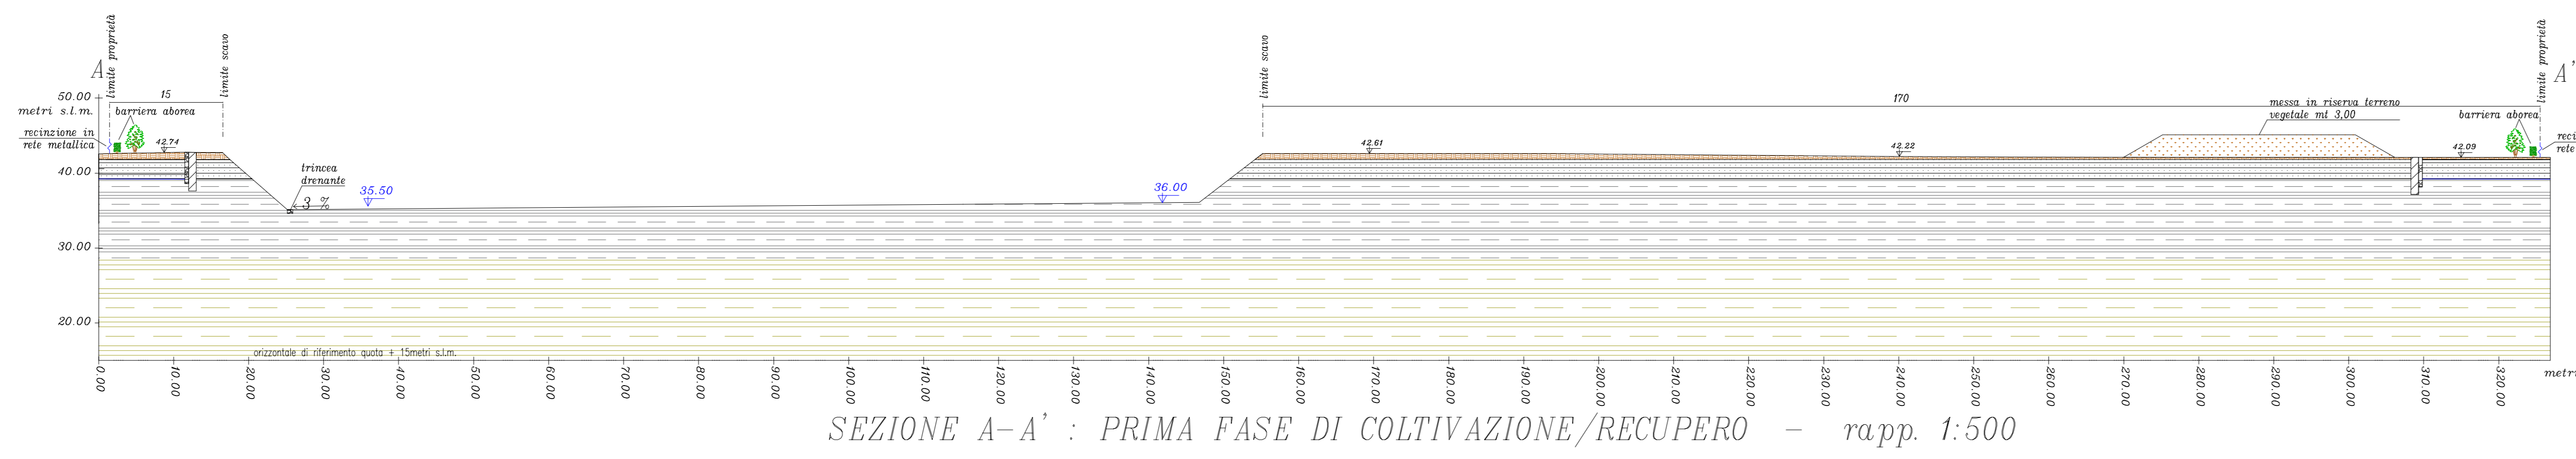 limite proprietà
limite scavo
limite scavo
limite proprietà
A
A'
50.00
15
170
metri s.l.m.
barriera aborea
messa in riserva terreno
vegetale mt 3,00
barriera aborea
recinzione in
rete metallica
reci
rete
42.74
42.61
42.22
42.09
40.00
trincea
drenante
3 %
35.50
36.00
30.00
20.00
orizzontale di riferimento quota + 15metri s.l.m.
0.00 10.00 20.00 30.00 40.00 50.00 60.00 70.00 80.00 90.00 100.00 110.00 120.00 130.00 140.00 150.00 160.00 170.00 180.00 190.00 200.00 210.00 220.00 230.00 240.00 250.00 260.00 270.00 280.00 290.00 300.00 310.00 320.00
metri
SEZIONE A-A' : PRIMA FASE DI COLTIVAZIONE/RECUPERO - rapp. 1:500